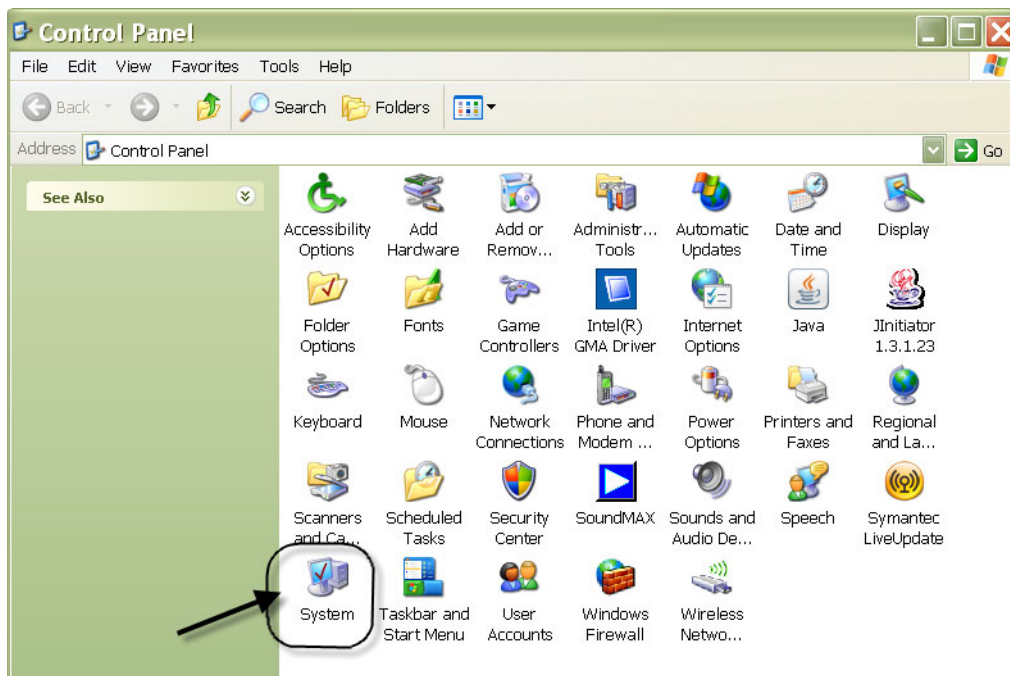 Control Panel
File Edit View Favorites Tools Help
Back Search Folders
Address Control Panel Go
See Also
Accessibility Options
Add Hardware
Add or Remov...
Administr... Tools
Automatic Updates
Date and Time
Display
Folder Options
Fonts
Game Controllers
Intel(R) GMA Driver
Internet Options
Java
JInitiator 1.3.1.23
Keyboard
Mouse
Network Connections
Phone and Modem ...
Power Options
Printers and Faxes
Regional and La...
Scanners and Ca...
Scheduled Tasks
Security Center
SoundMAX
Sounds and Audio De...
Speech
Symantec LiveUpdate
System
Taskbar and Start Menu
User Accounts
Windows Firewall
Wireless Netwo...